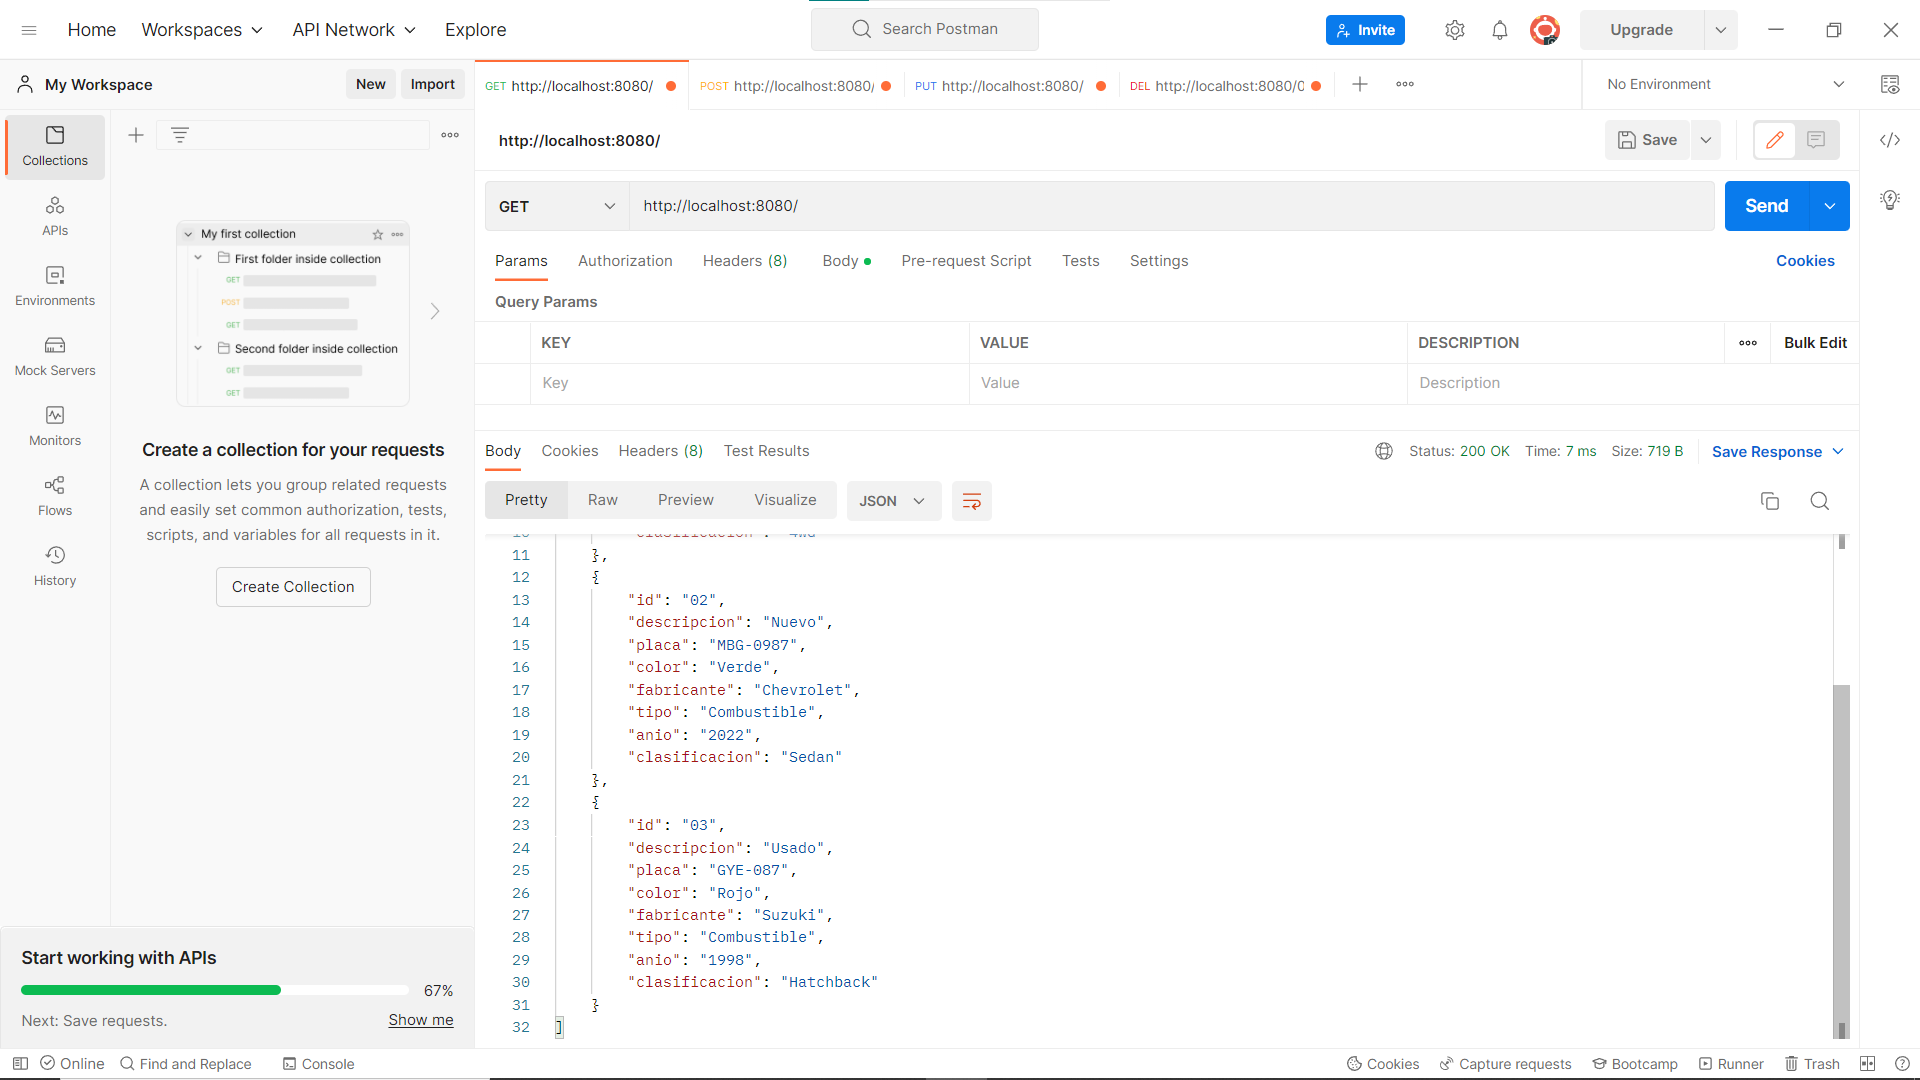 Home Workspaces API Network Explore Search Postman Invite Upgrade
My Workspace New Import
GET http://localhost:8080/ POST http://localhost:8080/ PUT http://localhost:8080/ DEL http://localhost:8080/0 No Environment
Collections
APIs
Environments
Mock Servers
Monitors
Flows
History
My first collection
First folder inside collection
GET
POST
GET
Second folder inside collection
GET
GET
Create a collection for your requests
A collection lets you group related requests
and easily set common authorization, tests,
scripts, and variables for all requests in it.
Create Collection
Start working with APIs
67%
Next: Save requests. Show me
http://localhost:8080/ Save
GET http://localhost:8080/ Send
Params Authorization Headers (8) Body Pre-request Script Tests Settings Cookies
Query Params
KEY VALUE DESCRIPTION Bulk Edit
Key Value Description
Body Cookies Headers (8) Test Results Status: 200 OK Time: 7 ms Size: 719 B Save Response
Pretty Raw Preview Visualize JSON
10 "clasificacion": "4wd"
11 },
12 {
13 "id": "02",
14 "descripcion": "Nuevo",
15 "placa": "MBG-0987",
16 "color": "Verde",
17 "fabricante": "Chevrolet",
18 "tipo": "Combustible",
19 "anio": "2022",
20 "clasificacion": "Sedan"
21 },
22 {
23 "id": "03",
24 "descripcion": "Usado",
25 "placa": "GYE-087",
26 "color": "Rojo",
27 "fabricante": "Suzuki",
28 "tipo": "Combustible",
29 "anio": "1998",
30 "clasificacion": "Hatchback"
31 }
32 ]
Online Find and Replace Console Cookies Capture requests Bootcamp Runner Trash